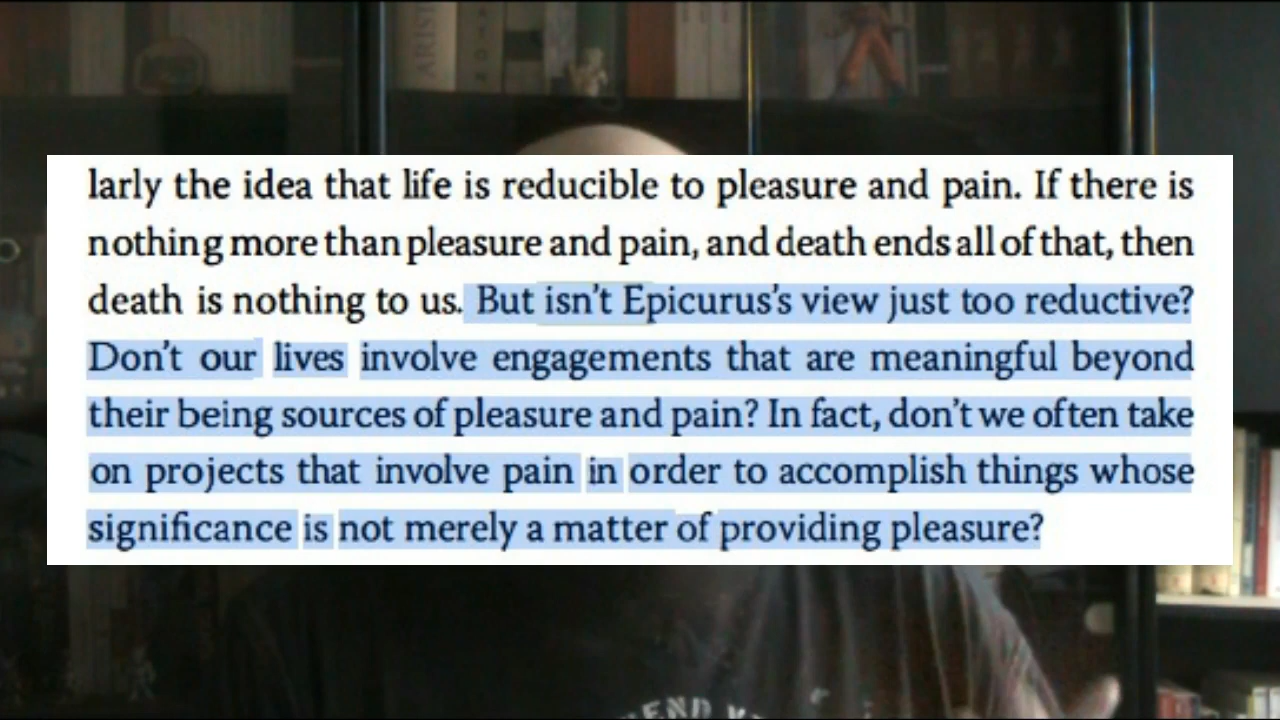 ARIST
larly the idea that life is reducible to pleasure and pain. If there is
nothing more than pleasure and pain, and death ends all of that, then
death is nothing to us. But isn't Epicurus's view just too reductive?
Don't our lives involve engagements that are meaningful beyond
their being sources of pleasure and pain? In fact, don't we often take
on projects that involve pain in order to accomplish things whose
significance is not merely a matter of providing pleasure?